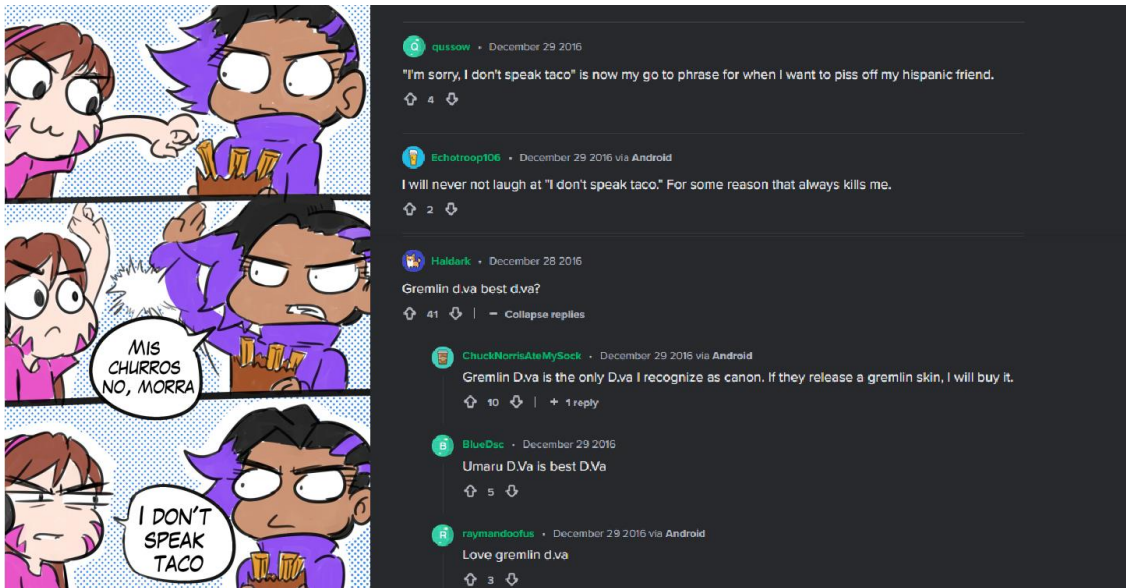 MIS
CHURROS
NO, MORRA
I DON'T
SPEAK
TACO
Q qussow • December 29 2016
"I'm sorry, I don't speak taco" is now my go to phrase for when I want to piss off my hispanic friend.
4
Echotroop106 • December 29 2016 via Android
I will never not laugh at "I don't speak taco." For some reason that always kills me.
2
Haldark • December 28 2016
Gremlin d.va best d.va?
41 | − Collapse replies
ChuckNorrisAteMySock • December 29 2016 via Android
Gremlin D.va is the only D.va I recognize as canon. If they release a gremlin skin, I will buy it.
10 | + 1 reply
B BlueDsc • December 29 2016
Umaru D.Va is best D.Va
5
R raymandoofus • December 29 2016 via Android
Love gremlin d.va
3